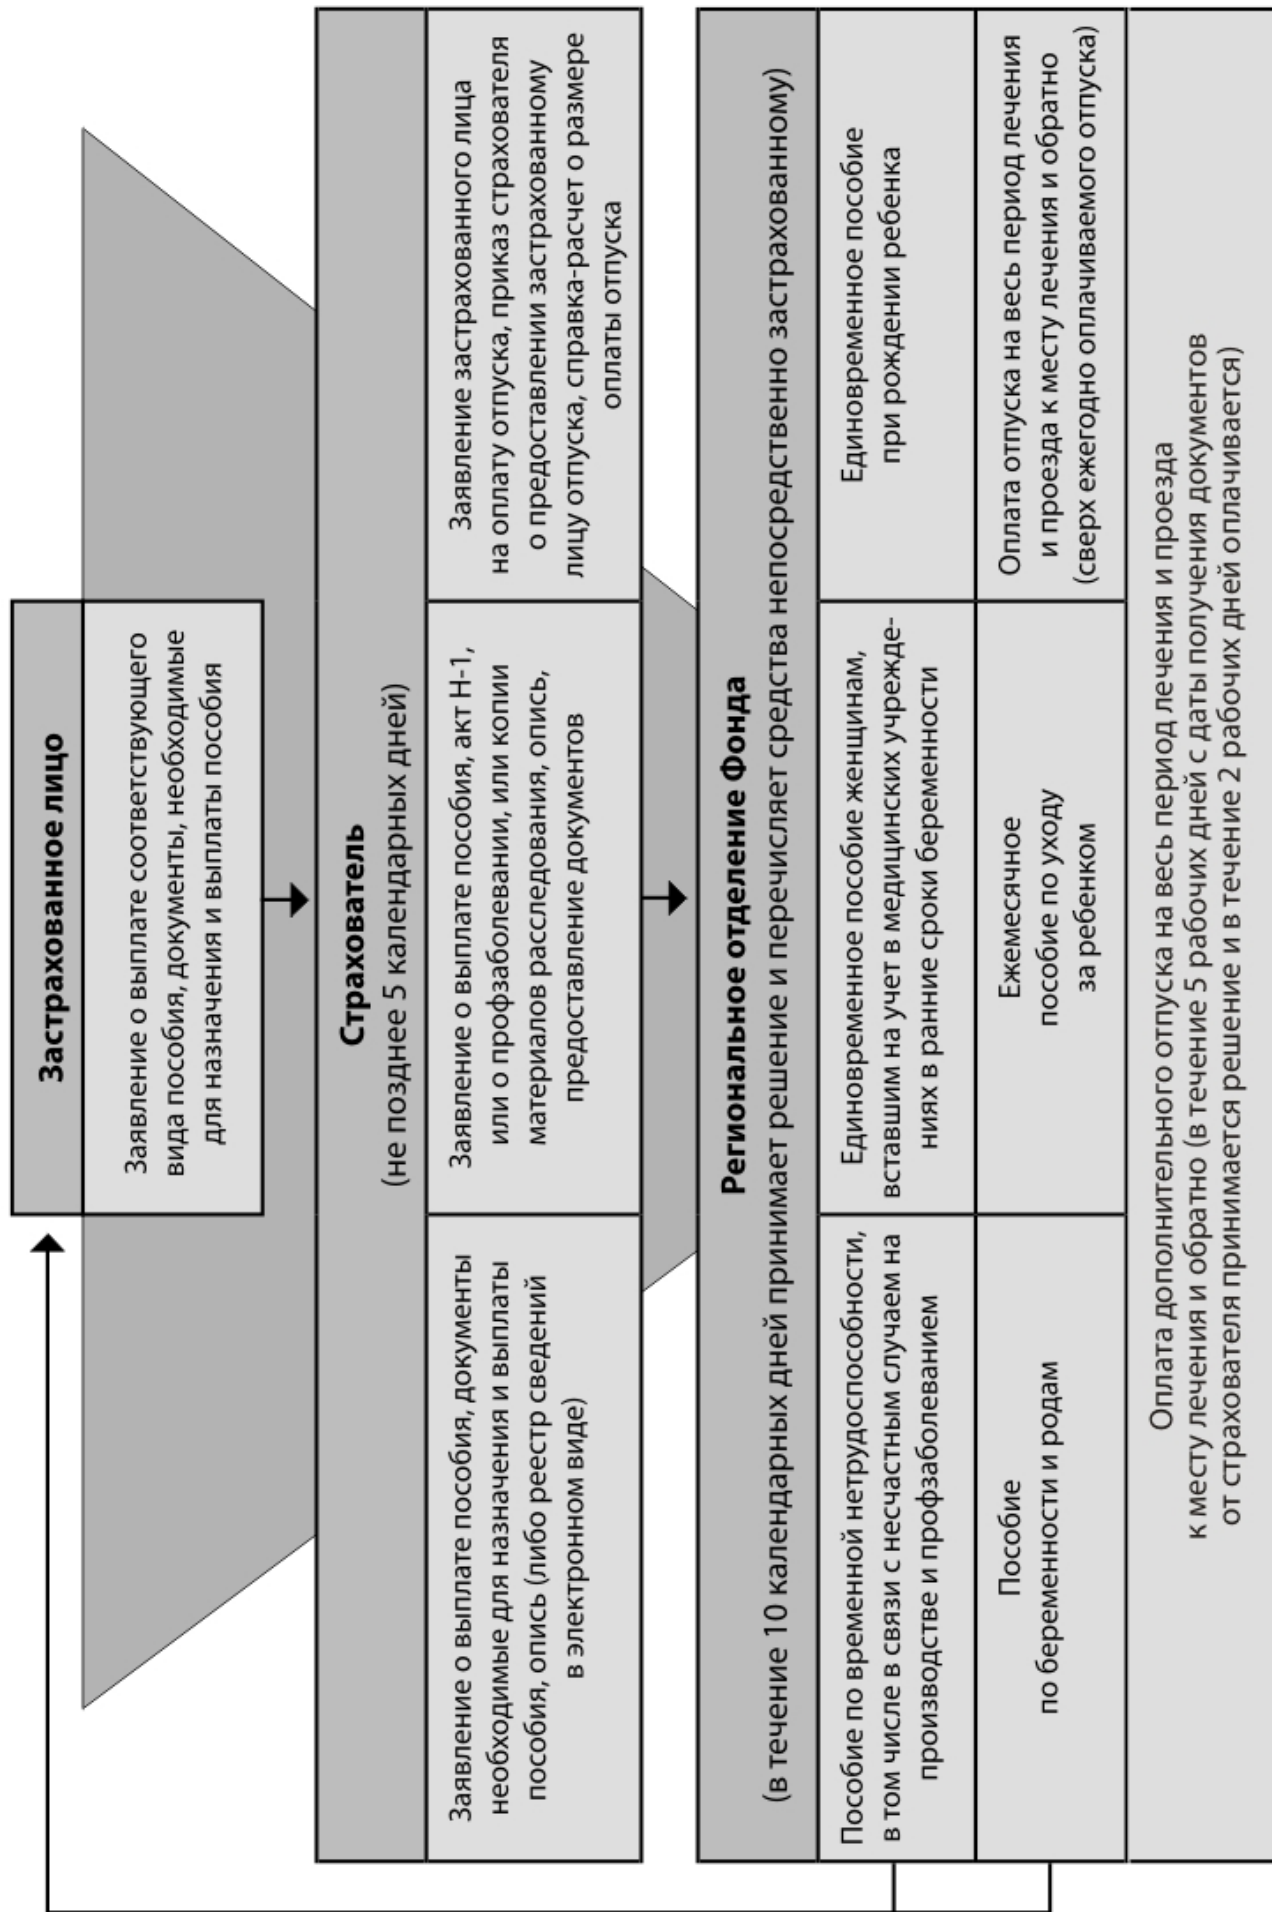 Застрахованное лицо
Заявление о выплате соответствующего
вида пособия, документы, необходимые
для назначения и выплаты пособия
Страхователь
(не позднее 5 календарных дней)
Заявление о выплате пособия, документы
необходимые для назначения и выплаты
пособия, опись (либо реестр сведений
в электронном виде)
Заявление о выплате пособия, акт Н-1,
или о профзаболевании, или копии
материалов расследования, опись,
предоставление документов
Заявление застрахованного лица
на оплату отпуска, приказ страхователя
о предоставлении застрахованному
лицу отпуска, справка-расчет о размере
оплаты отпуска
Региональное отделение Фонда
(в течение 10 календарных дней принимает решение и перечисляет средства непосредственно застрахованному)
Пособие по временной нетрудоспособности,
в том числе в связи с несчастным случаем на
производстве и профзаболеванием
Единовременное пособие женщинам,
вставшим на учет в медицинских учрежде-
ниях в ранние сроки беременности
Единовременное пособие
при рождении ребенка
Пособие
по беременности и родам
Ежемесячное
пособие по уходу
за ребенком
Оплата отпуска на весь период лечения
и проезда к месту лечения и обратно
(сверх ежегодно оплачиваемого отпуска)
Оплата дополнительного отпуска на весь период лечения и проезда
к месту лечения и обратно (в течение 5 рабочих дней с даты получения документов
от страхователя принимается решение и в течение 2 рабочих дней оплачивается)